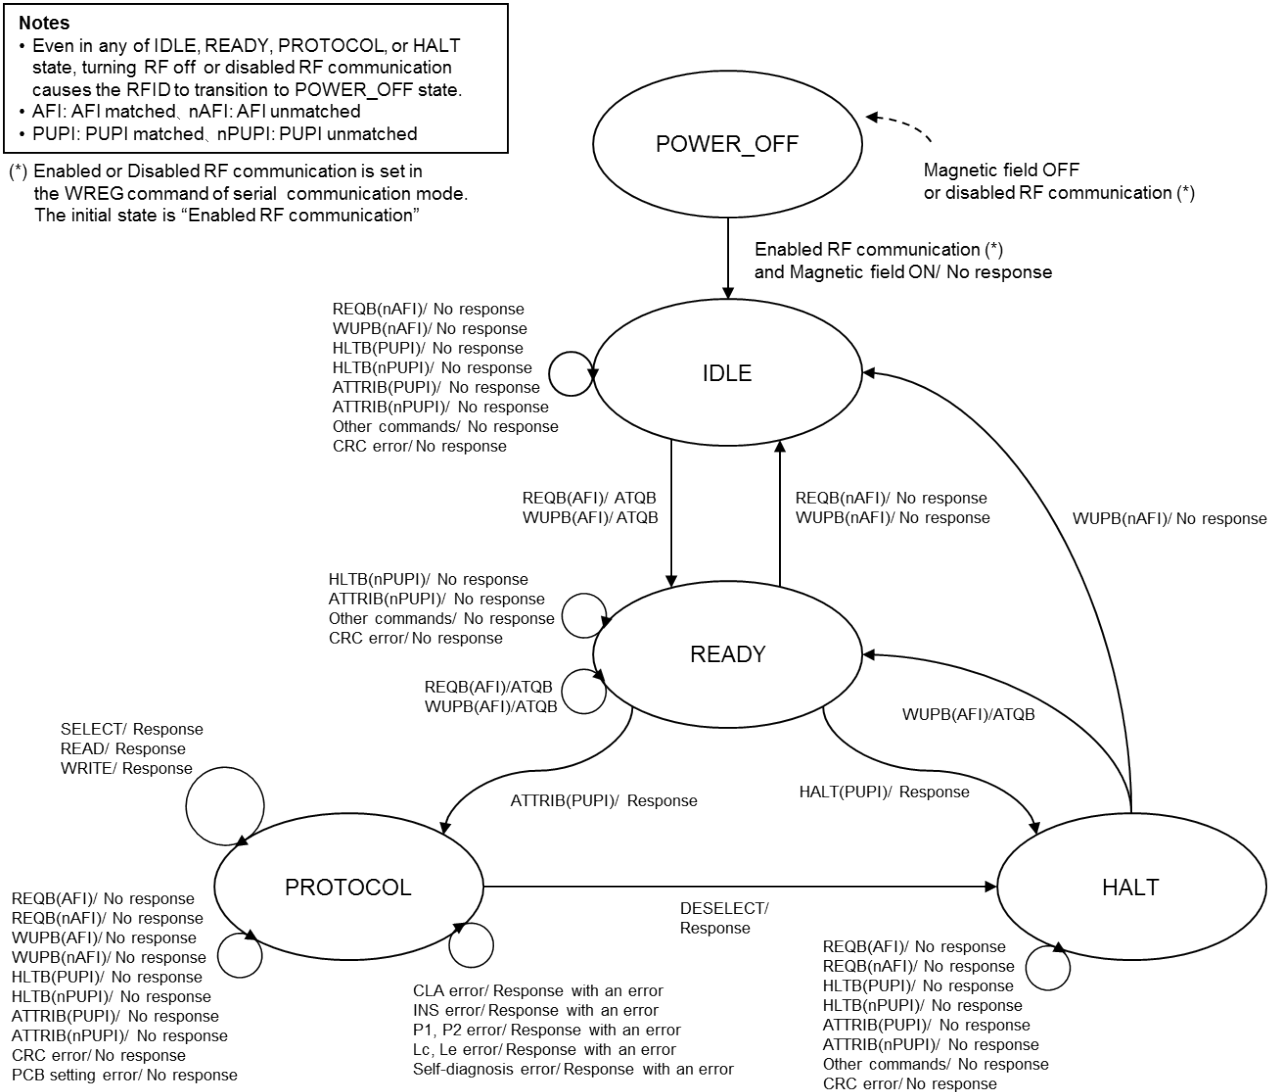 Notes
• Even in any of IDLE, READY, PROTOCOL, or HALT
state, turning RF off or disabled RF communication
causes the RFID to transition to POWER_OFF state.
• AFI: AFI matched、nAFI: AFI unmatched
• PUPI: PUPI matched、nPUPI: PUPI unmatched
(*) Enabled or Disabled RF communication is set in
the WREG command of serial communication mode.
The initial state is “Enabled RF communication”
POWER_OFF
Magnetic field OFF
or disabled RF communication (*)
Enabled RF communication (*)
and Magnetic field ON/ No response
REQB(nAFI)/ No response
WUPB(nAFI)/ No response
HLTB(PUPI)/ No response
HLTB(nPUPI)/ No response
ATTRIB(PUPI)/ No response
ATTRIB(nPUPI)/ No response
Other commands/ No response
CRC error/ No response
IDLE
REQB(AFI)/ ATQB
WUPB(AFI)/ ATQB
REQB(nAFI)/ No response
WUPB(nAFI)/ No response
WUPB(nAFI)/ No response
HLTB(nPUPI)/ No response
ATTRIB(nPUPI)/ No response
Other commands/ No response
CRC error/ No response
READY
REQB(AFI)/ATQB
WUPB(AFI)/ATQB
WUPB(AFI)/ATQB
SELECT/ Response
READ/ Response
WRITE/ Response
ATTRIB(PUPI)/ Response
HALT(PUPI)/ Response
PROTOCOL
HALT
DESELECT/
Response
REQB(AFI)/ No response
REQB(nAFI)/ No response
WUPB(AFI)/ No response
WUPB(nAFI)/ No response
HLTB(PUPI)/ No response
HLTB(nPUPI)/ No response
ATTRIB(PUPI)/ No response
ATTRIB(nPUPI)/ No response
CRC error/ No response
PCB setting error/ No response
CLA error/ Response with an error
INS error/ Response with an error
P1, P2 error/ Response with an error
Lc, Le error/ Response with an error
Self-diagnosis error/ Response with an error
REQB(AFI)/ No response
REQB(nAFI)/ No response
HLTB(PUPI)/ No response
HLTB(nPUPI)/ No response
ATTRIB(PUPI)/ No response
ATTRIB(nPUPI)/ No response
Other commands/ No response
CRC error/ No response